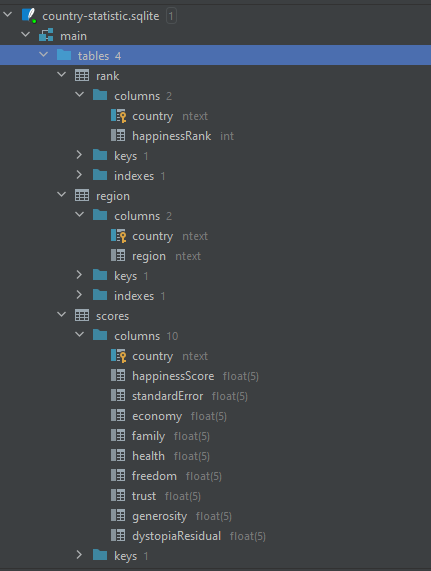 country-statistic.sqlite 1
main
tables 4
rank
columns 2
country ntext
happinessRank int
keys 1
indexes 1
region
columns 2
country ntext
region ntext
keys 1
indexes 1
scores
columns 10
country ntext
happinessScore float(5)
standardError float(5)
economy float(5)
family float(5)
health float(5)
freedom float(5)
trust float(5)
generosity float(5)
dystopiaResidual float(5)
keys 1